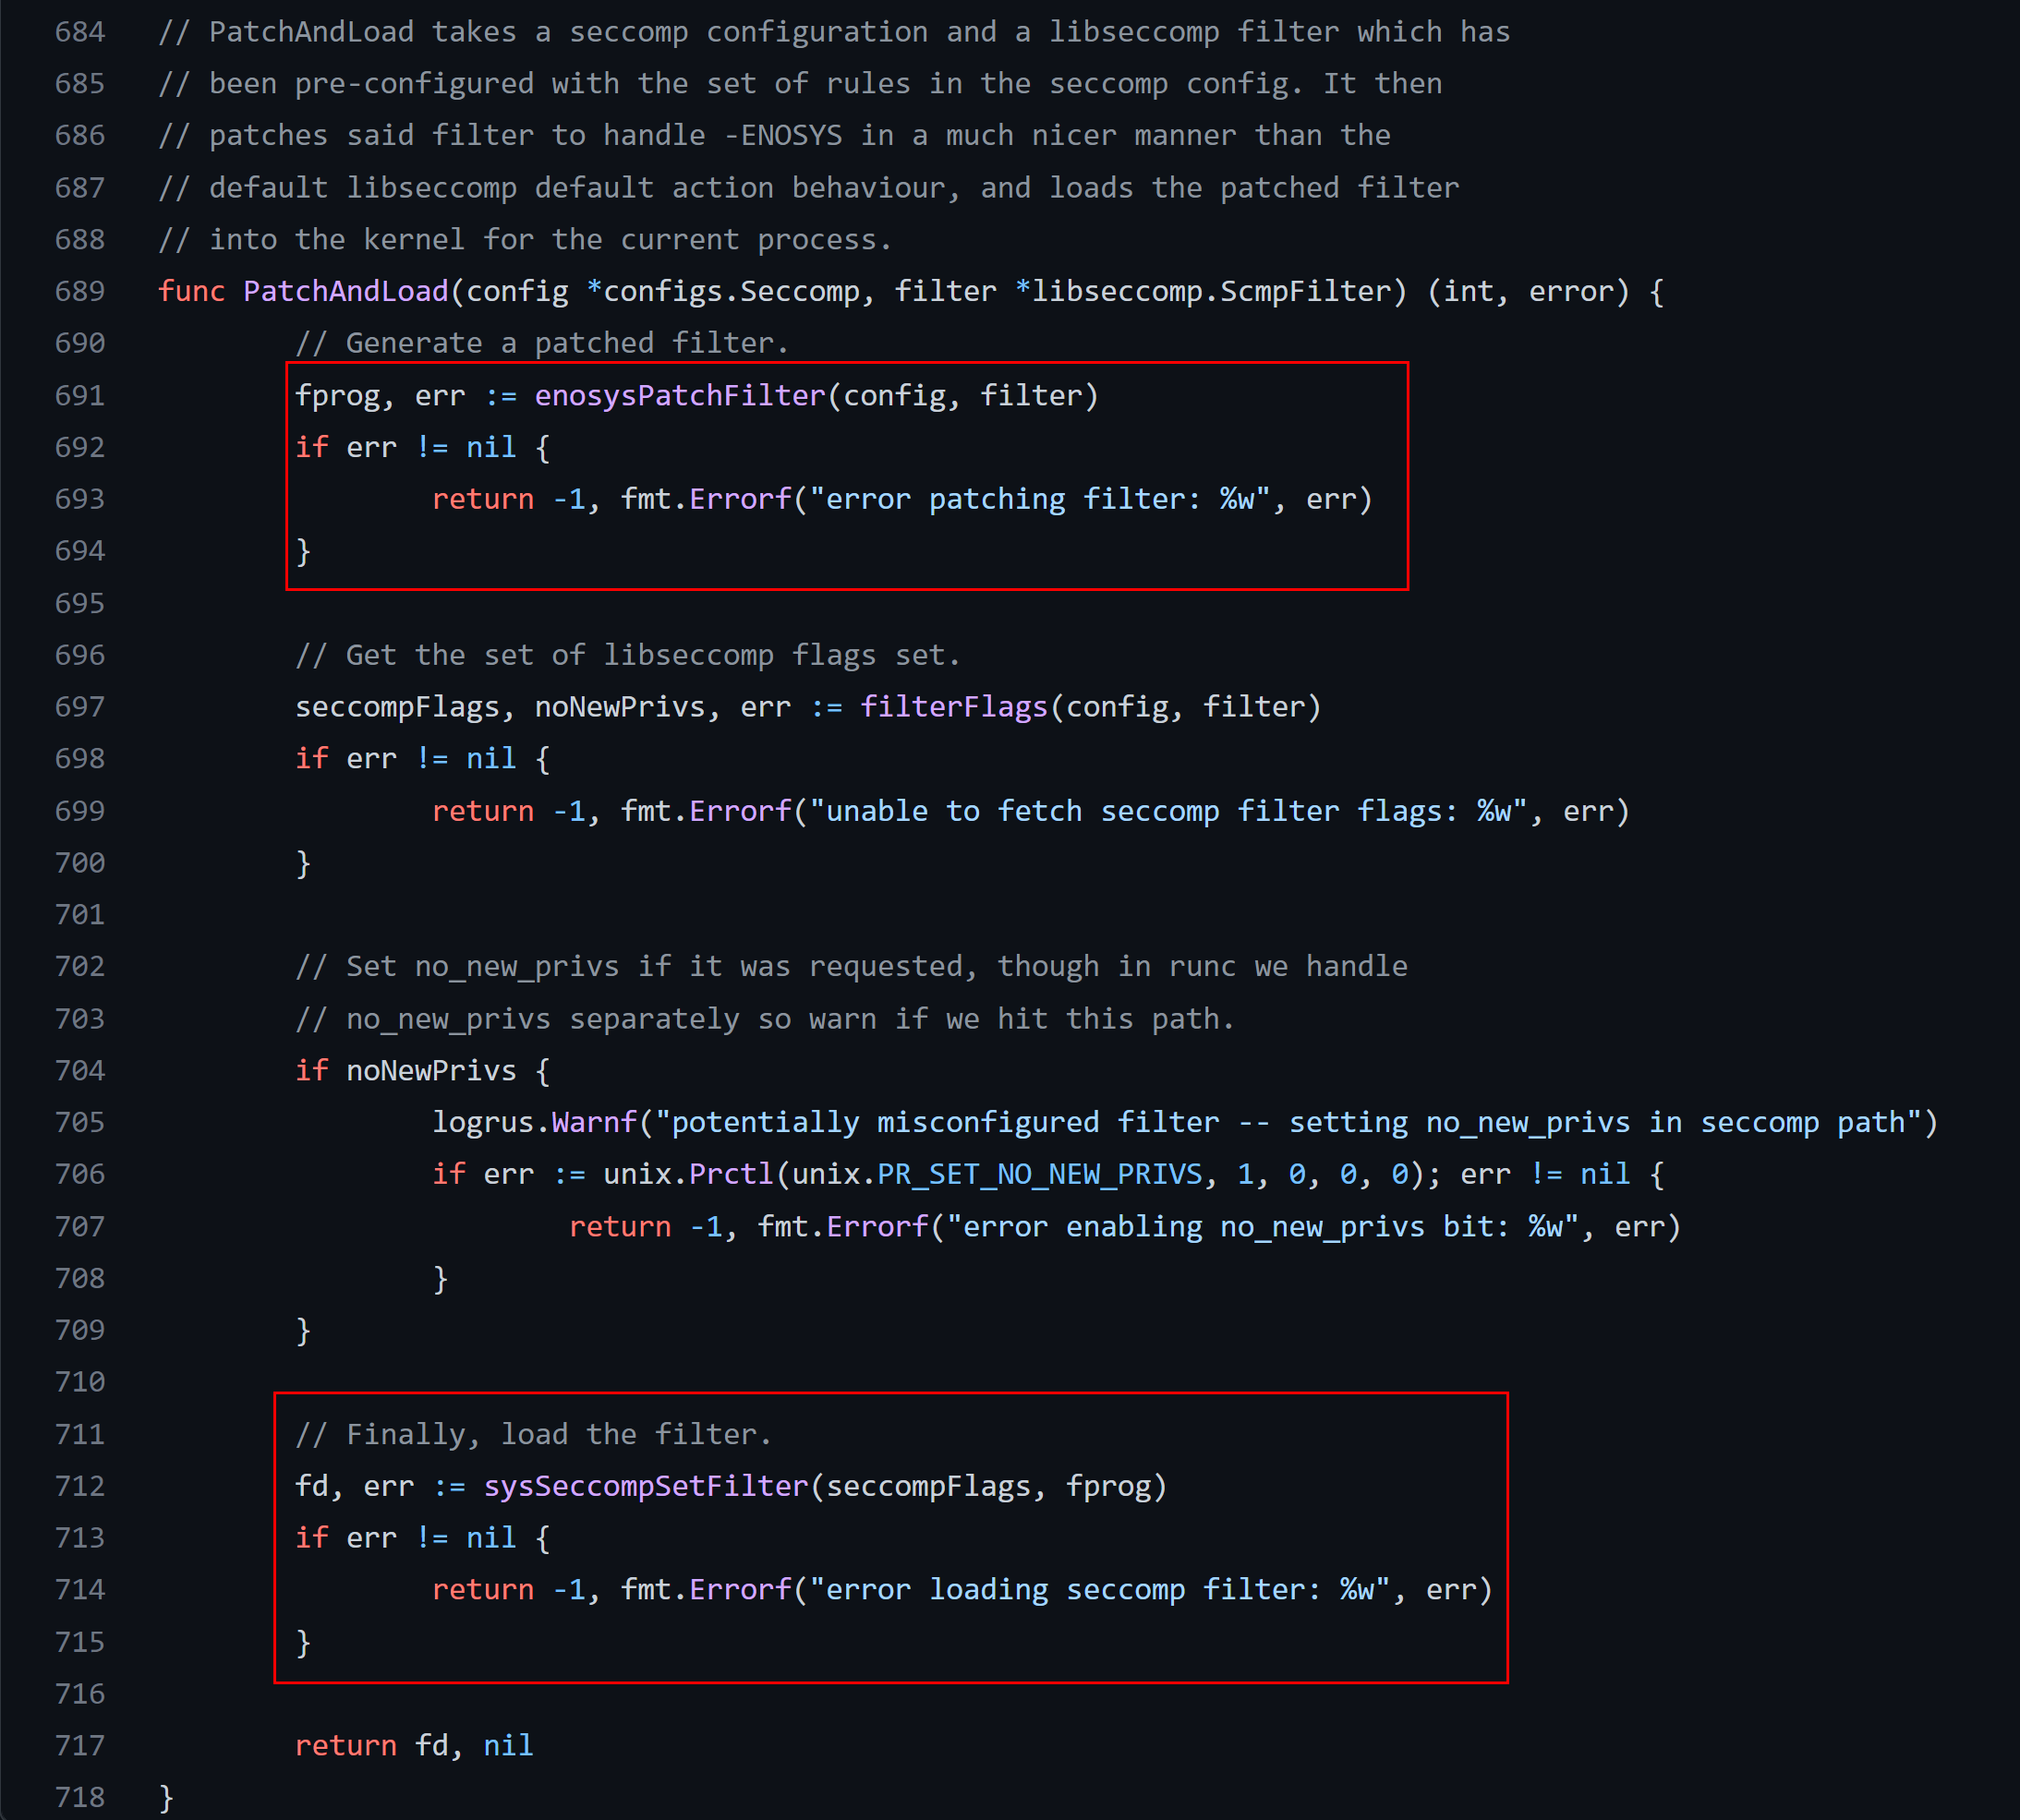 684 // PatchAndLoad takes a seccomp configuration and a libseccomp filter which has
685 // been pre-configured with the set of rules in the seccomp config. It then
686 // patches said filter to handle -ENOSYS in a much nicer manner than the
687 // default libseccomp default action behaviour, and loads the patched filter
688 // into the kernel for the current process.
689 func PatchAndLoad(config *configs.Seccomp, filter *libseccomp.ScmpFilter) (int, error) {
690         // Generate a patched filter.
691         fprog, err := enosysPatchFilter(config, filter)
692         if err != nil {
693                 return -1, fmt.Errorf("error patching filter: %w", err)
694         }
695
696         // Get the set of libseccomp flags set.
697         seccompFlags, noNewPrivs, err := filterFlags(config, filter)
698         if err != nil {
699                 return -1, fmt.Errorf("unable to fetch seccomp filter flags: %w", err)
700         }
701
702         // Set no_new_privs if it was requested, though in runc we handle
703         // no_new_privs separately so warn if we hit this path.
704         if noNewPrivs {
705                 logrus.Warnf("potentially misconfigured filter -- setting no_new_privs in seccomp path")
706                 if err := unix.Prctl(unix.PR_SET_NO_NEW_PRIVS, 1, 0, 0, 0); err != nil {
707                         return -1, fmt.Errorf("error enabling no_new_privs bit: %w", err)
708                 }
709         }
710
711         // Finally, load the filter.
712         fd, err := sysSeccompSetFilter(seccompFlags, fprog)
713         if err != nil {
714                 return -1, fmt.Errorf("error loading seccomp filter: %w", err)
715         }
716
717         return fd, nil
718 }